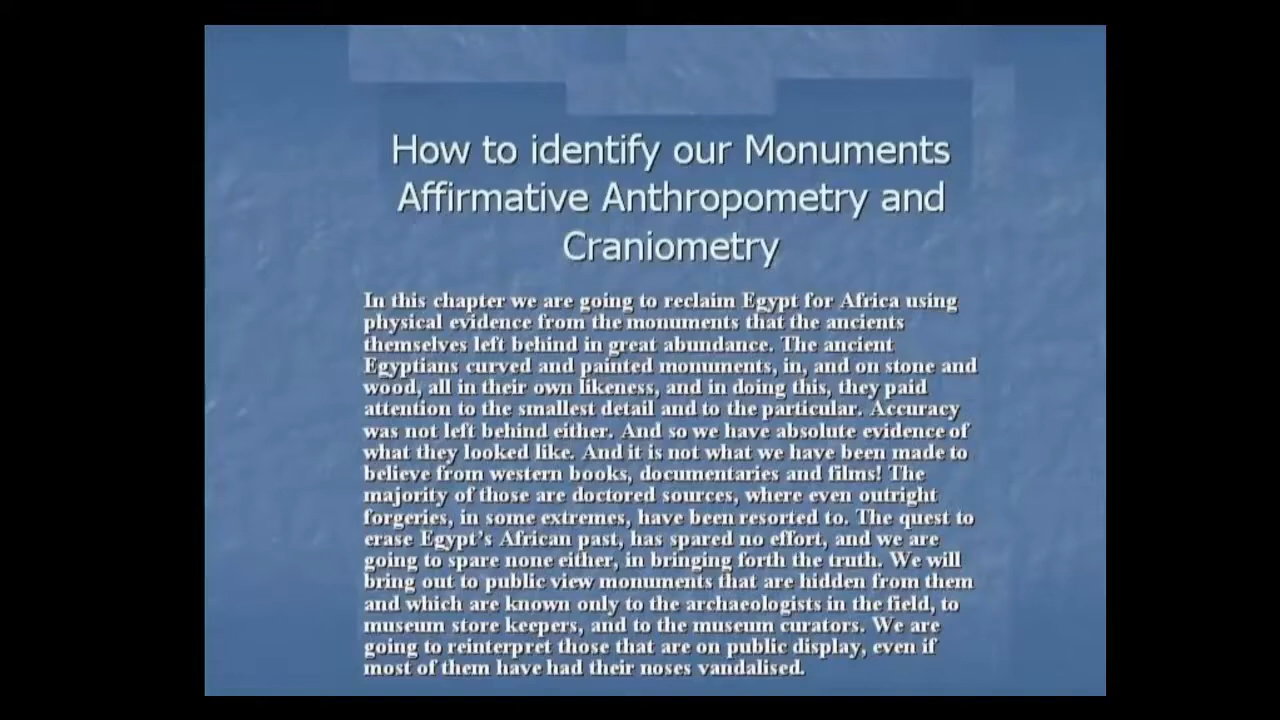 How to identify our Monuments
Affirmative Anthropometry and
Craniometry
In this chapter we are going to reclaim Egypt for Africa using
physical evidence from the monuments that the ancients
themselves left behind in great abundance. The ancient
Egyptians curved and painted monuments, in, and on stone and
wood, all in their own likeness, and in doing this, they paid
attention to the smallest detail and to the particular. Accuracy
was not left behind either. And so we have absolute evidence of
what they looked like. And it is not what we have been made to
believe from western books, documentaries and films! The
majority of those are doctored sources, where even outright
forgeries, in some extremes, have been resorted to. The quest to
erase Egypt's African past, has spared no effort, and we are
going to spare none either, in bringing forth the truth. We will
bring out to public view monuments that are hidden from them
and which are known only to the archaeologists in the field, to
museum store keepers, and to the museum curators. We are
going to reinterpret those that are on public display, even if
most of them have had their noses vandalised.